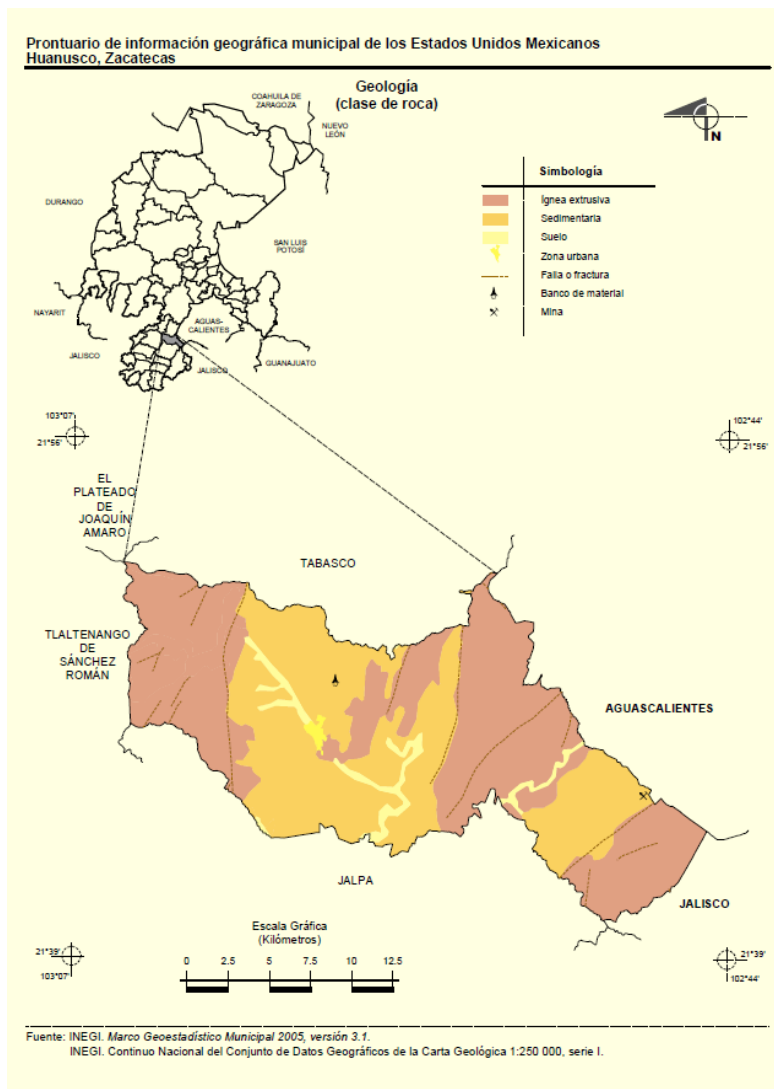 Prontuario de información geográfica municipal de los Estados Unidos Mexicanos
Huanusco, Zacatecas
Geología
(clase de roca)
COAHUILA DE
ZARAGOZA
NUEVO
LEÓN
N
DURANGO
SAN LUIS
POTOSÍ
NAYARIT
AGUAS-
CALIENTES
JALISCO
JALISCO
GUANAJUATO
Simbología
Ígnea extrusiva
Sedimentaria
Suelo
Zona urbana
Falla o fractura
Banco de material
Mina
103°07'
21°56'
102°44'
21°56'
EL
PLATEADO
DE
JOAQUÍN
AMARO
TABASCO
TLALTENANGO
DE
SÁNCHEZ
ROMÁN
AGUASCALIENTES
JALPA
JALISCO
Escala Gráfica
(Kilómetros)
0 2.5 5 7.5 10 12.5
21°39'
103°07'
21°39'
102°44'
Fuente: INEGI. Marco Geoestadístico Municipal 2005, versión 3.1.
INEGI. Continuo Nacional del Conjunto de Datos Geográficos de la Carta Geológica 1:250 000, serie I.